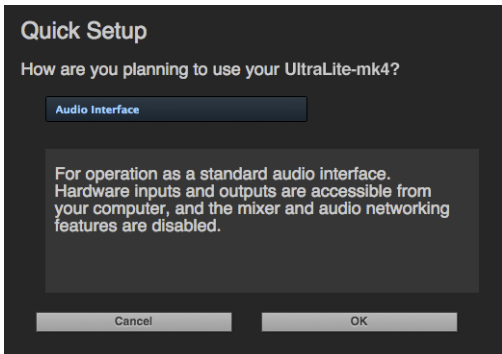 Quick Setup
How are you planning to use your UltraLite-mk4?
Audio Interface
For operation as a standard audio interface.
Hardware inputs and outputs are accessible from
your computer, and the mixer and audio networking
features are disabled.
Cancel
OK